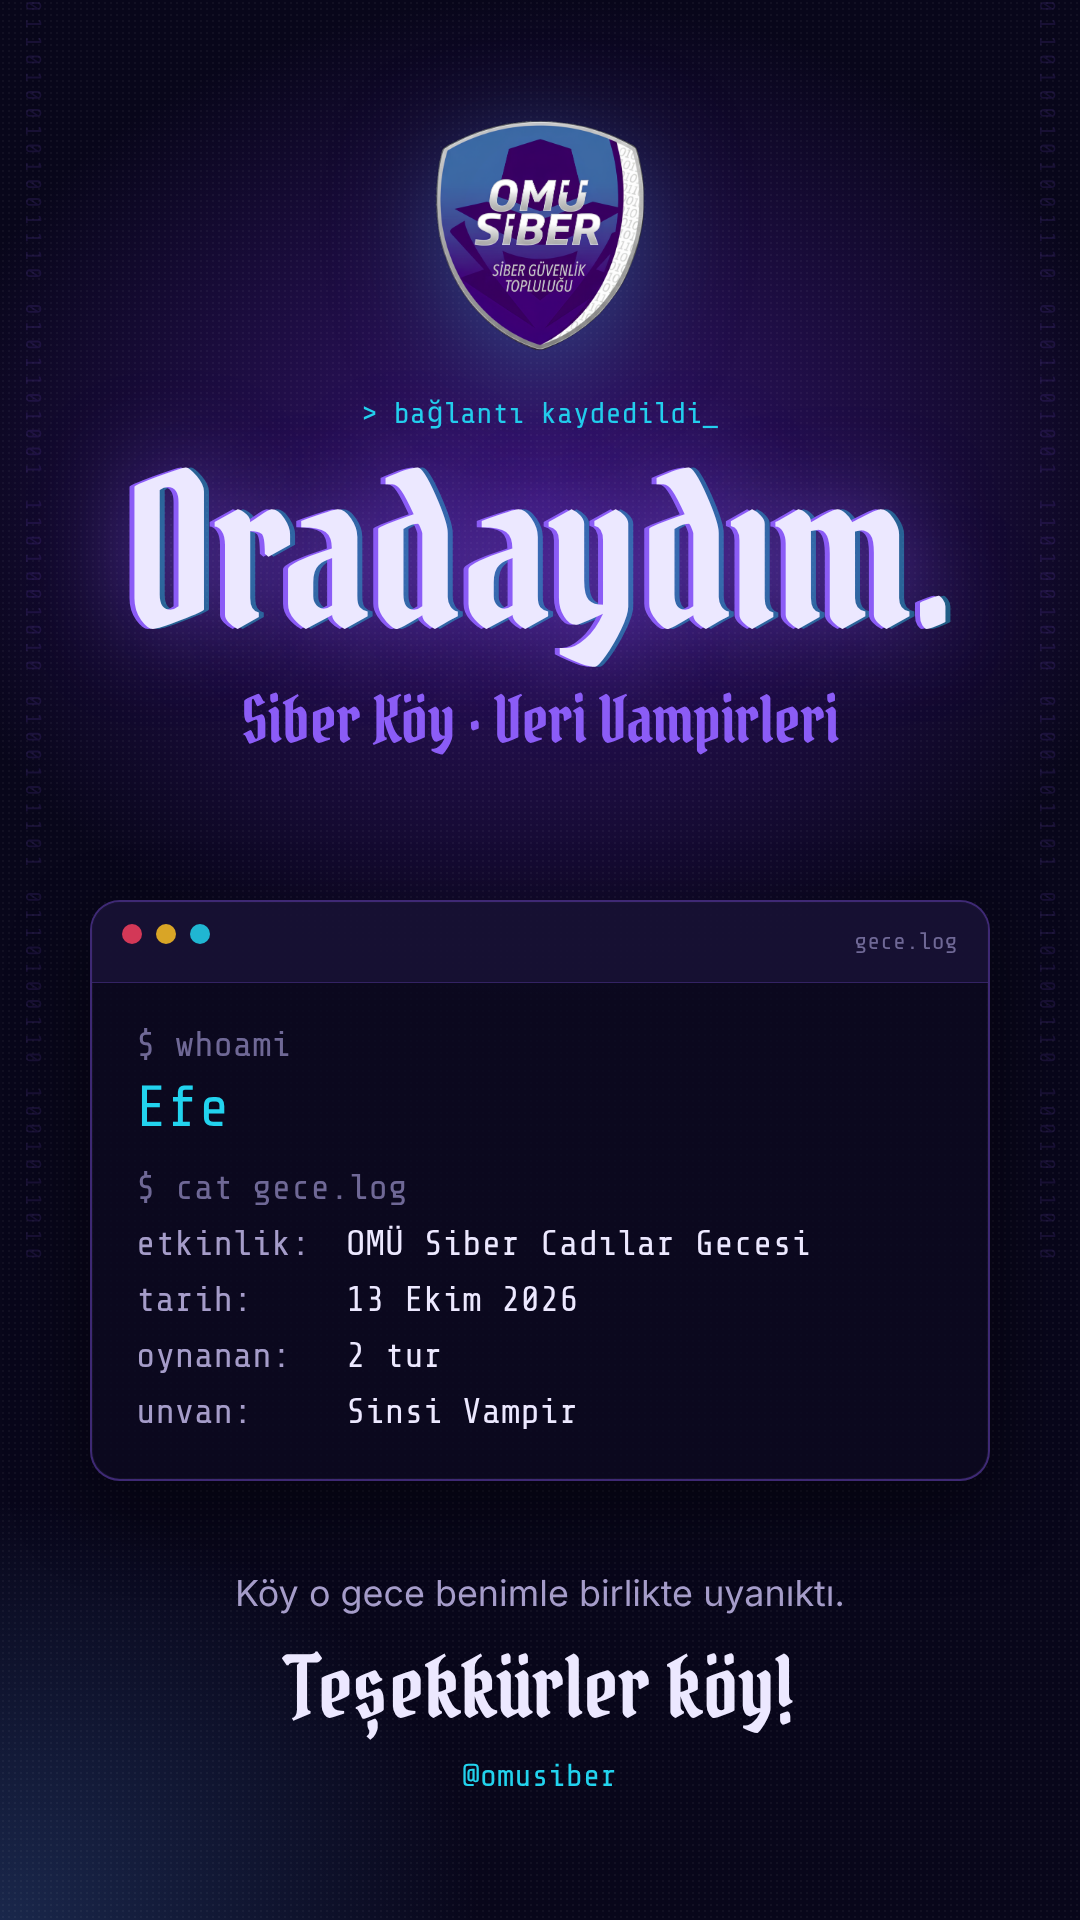 OMÜ
SİBER
SİBER GÜVENLİK
TOPLULUĞU
> bağlantı kaydedildi_
Oradaydım.
Siber Köy · Veri Vampirleri
gece.log
$ whoami
Efe
$ cat gece.log
etkinlik: OMÜ Siber Cadılar Gecesi
tarih: 13 Ekim 2026
oynanan: 2 tur
unvan: Sinsi Vampir
Köy o gece benimle birlikte uyanıktı.
Teşekkürler köy!
@omusiber